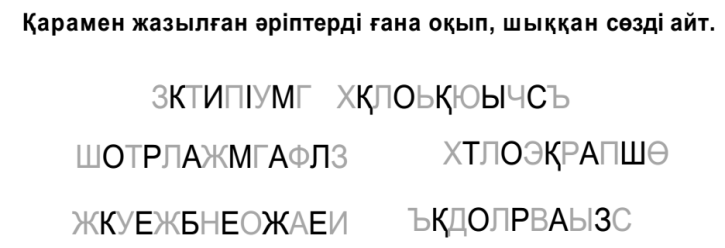 Қарамен жазылған әріптерді ғана оқып, шыққан сөзді айт.
ЗКТИПІУМГ ХҚЛОЬҚЮЫЧСЪ
ШОТРЛАЖМГАФЛЗ ХТЛОЭҚРАПШӨ
ЖКУЕЖБНЕОЖАЕИ ЪҚДОЛРВАЫЗС